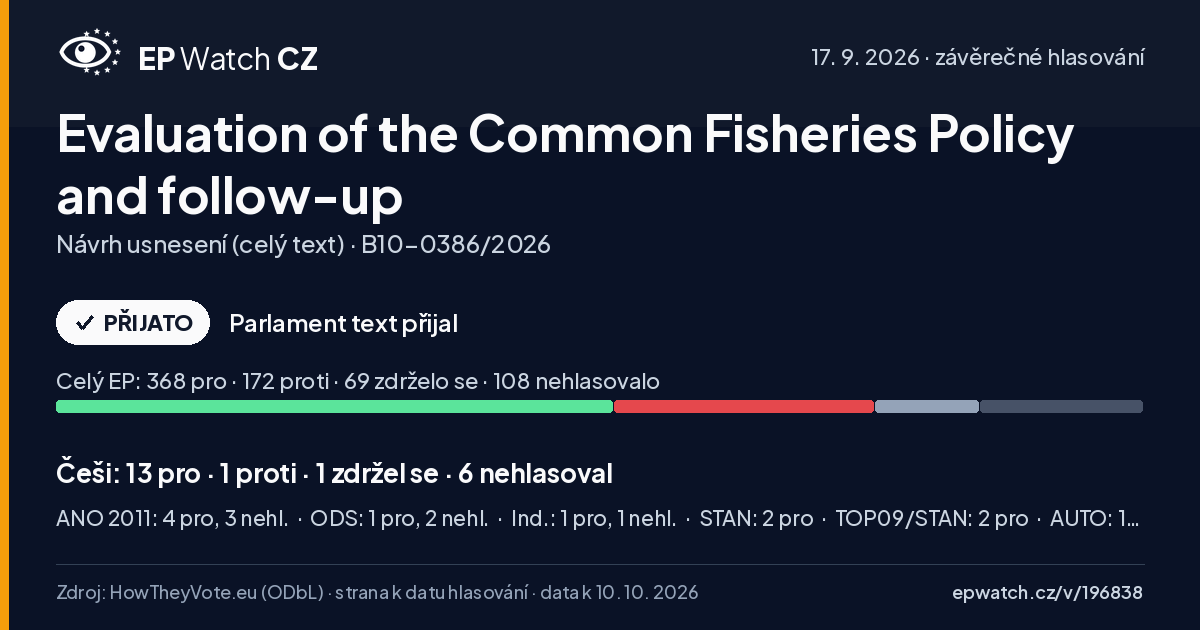 EP Watch CZ
17. 9. 2026 · závěrečné hlasování
Evaluation of the Common Fisheries Policy
and follow-up
Návrh usnesení (celý text) · B10–0386/2026
✓ PŘIJATO
Parlament text přijal
Celý EP: 368 pro · 172 proti · 69 zdrželo se · 108 nehlasovalo
Češi: 13 pro · 1 proti · 1 zdržel se · 6 nehlasoval
ANO 2011: 4 pro, 3 nehl. · ODS: 1 pro, 2 nehl. · Ind.: 1 pro, 1 nehl. · STAN: 2 pro · TOP09/STAN: 2 pro · AUTO: 1…
Zdroj: HowTheyVote.eu (ODbL) · strana k datu hlasování · data k 10. 10. 2026
epwatch.cz/v/196838